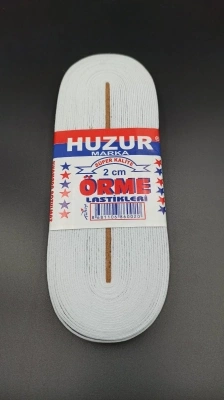 HUZUR®
MARKA
SÜPER KALİTE
2 cm
ÖRME
LASTİKLERİ